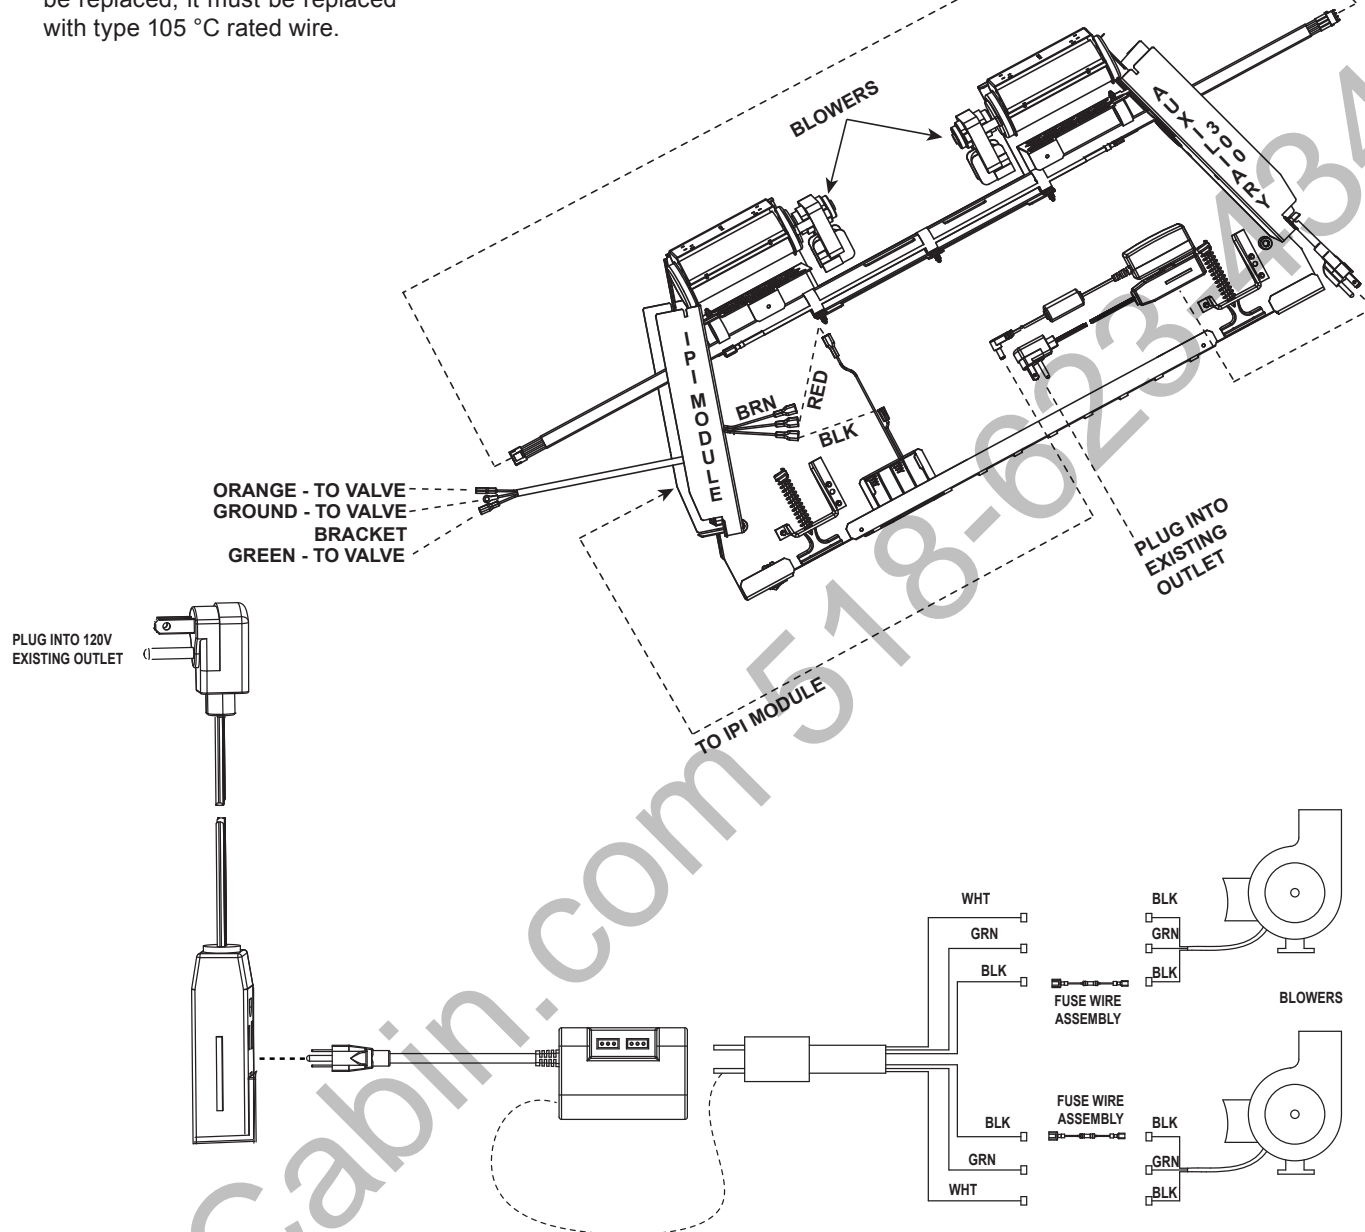 be replaced, it must be replaced
with type 105 °C rated wire.
BLOWERS
AUXILIARY
300
IPI MODULE
BRN
RED
BLK
ORANGE - TO VALVE
GROUND - TO VALVE
BRACKET
GREEN - TO VALVE
PLUG INTO
EXISTING
OUTLET
TO IPI MODULE
PLUG INTO 120V
EXISTING OUTLET
WHT
GRN
BLK
FUSE WIRE
ASSEMBLY
BLK
GRN
BLK
BLOWERS
FUSE WIRE
ASSEMBLY
BLK
GRN
WHT
BLK
GRN
BLK
Cabin.com 518-623-434